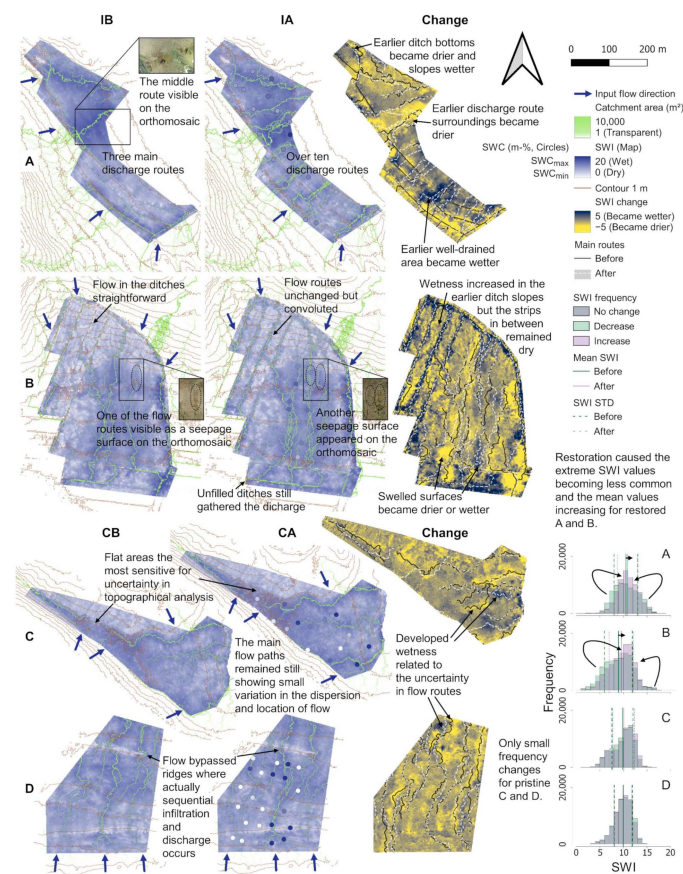 IB
IA
Change
The middle
route visible
on the
orthomosaic
Three main
discharge routes
A
Over ten
discharge routes
Earlier ditch bottoms
became drier and
slopes wetter
Earlier discharge route
surroundings became
drier
Earlier well-drained
area became wetter
0 100 200 m
Input flow direction
Catchment area (m²)
10,000
1 (Transparent)
SWC (m-%, Circles)
SWCmax
SWCmin
SWI (Map)
20 (Wet)
0 (Dry)
Contour 1 m
SWI change
5 (Became wetter)
−5 (Became drier)
Main routes
Before
After
SWI frequency
No change
Decrease
Increase
Mean SWI
Before
After
SWI STD
Before
After
Flow in the ditches
straightforward
Flow routes
unchanged but
convoluted
Wetness increased in the
earlier ditch slopes
but the strips
in between
remained
dry
B
One of the flow
routes visible as a seepage
surface on the orthomosaic
Another
seepage surface
appeared on the
orthomosaic
Unfilled ditches still
gathered the dicharge
Swelled surfaces
became drier or wetter
Restoration caused the
extreme SWI values
becoming less common
and the mean values
increasing for restored
A and B.
CB
CA
Change
Flat areas the
most sensitive for
uncertainty in
topographical analysis
C
The main
flow paths
remained still
showing small
variation in the dispersion
and location of flow
Developed
wetness
related to
the uncertainty
in flow routes
D
Flow bypassed
ridges where
actually
sequential
infiltration
and
discharge
occurs
Only small
frequency
changes
for pristine
C and D.
A
20,000
0
B
20,000
0
C
20,000
0
D
20,000
0
Frequency
0 5 10 15 20
SWI